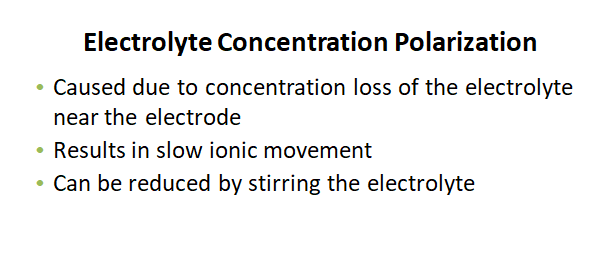 Electrolyte Concentration Polarization
• Caused due to concentration loss of the electrolyte
near the electrode
• Results in slow ionic movement
• Can be reduced by stirring the electrolyte